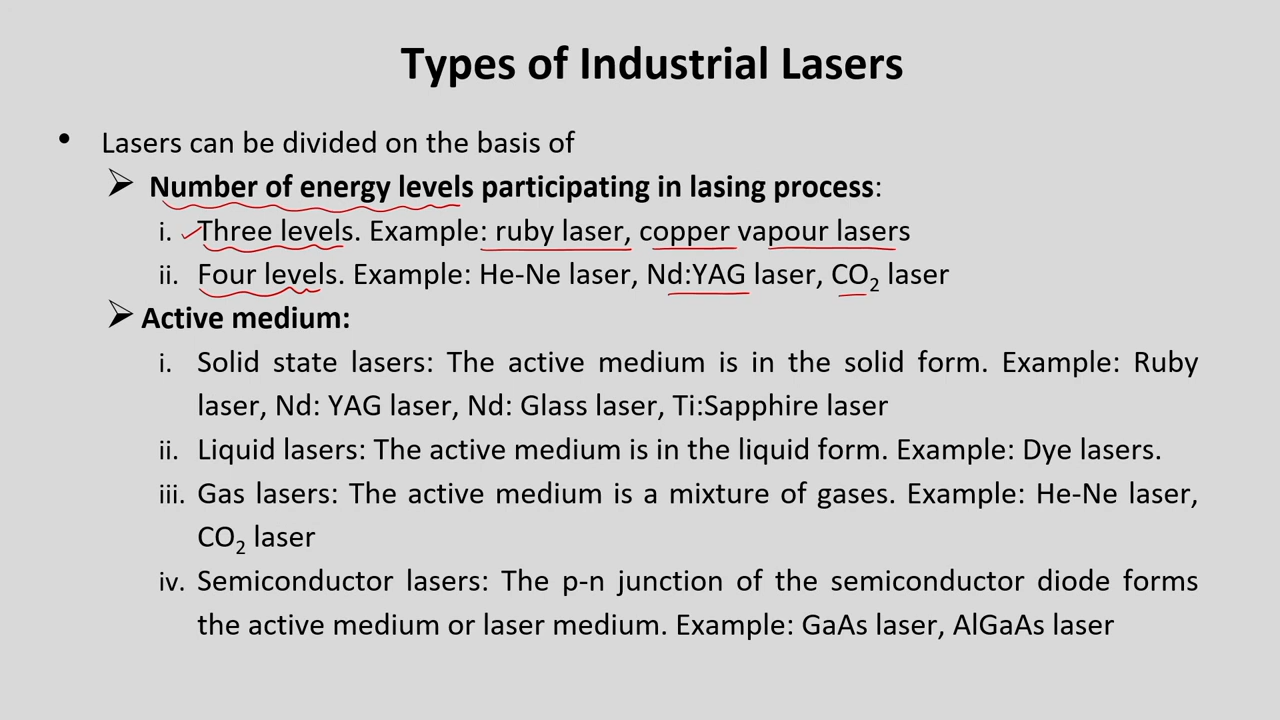 Types of Industrial Lasers
• Lasers can be divided on the basis of
➢ Number of energy levels participating in lasing process:
i. Three levels. Example: ruby laser, copper vapour lasers
ii. Four levels. Example: He-Ne laser, Nd:YAG laser, CO₂ laser
➢ Active medium:
i. Solid state lasers: The active medium is in the solid form. Example: Ruby
laser, Nd: YAG laser, Nd: Glass laser, Ti:Sapphire laser
ii. Liquid lasers: The active medium is in the liquid form. Example: Dye lasers.
iii. Gas lasers: The active medium is a mixture of gases. Example: He-Ne laser,
CO₂ laser
iv. Semiconductor lasers: The p-n junction of the semiconductor diode forms
the active medium or laser medium. Example: GaAs laser, AlGaAs laser